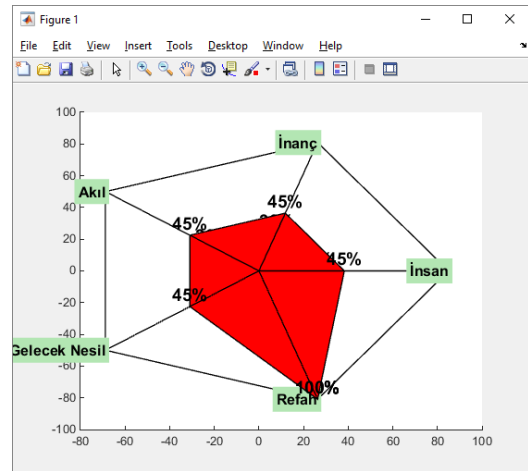 Figure 1
File Edit View Insert Tools Desktop Window Help
100
80
60
40
20
0
-20
-40
-60
-80
-100
-80 -60 -40 -20 0 20 40 60 80 100
İnanç
Akıl
45%
45%
45%
İnsan
45%
Gelecek Nesil
100%
Refah